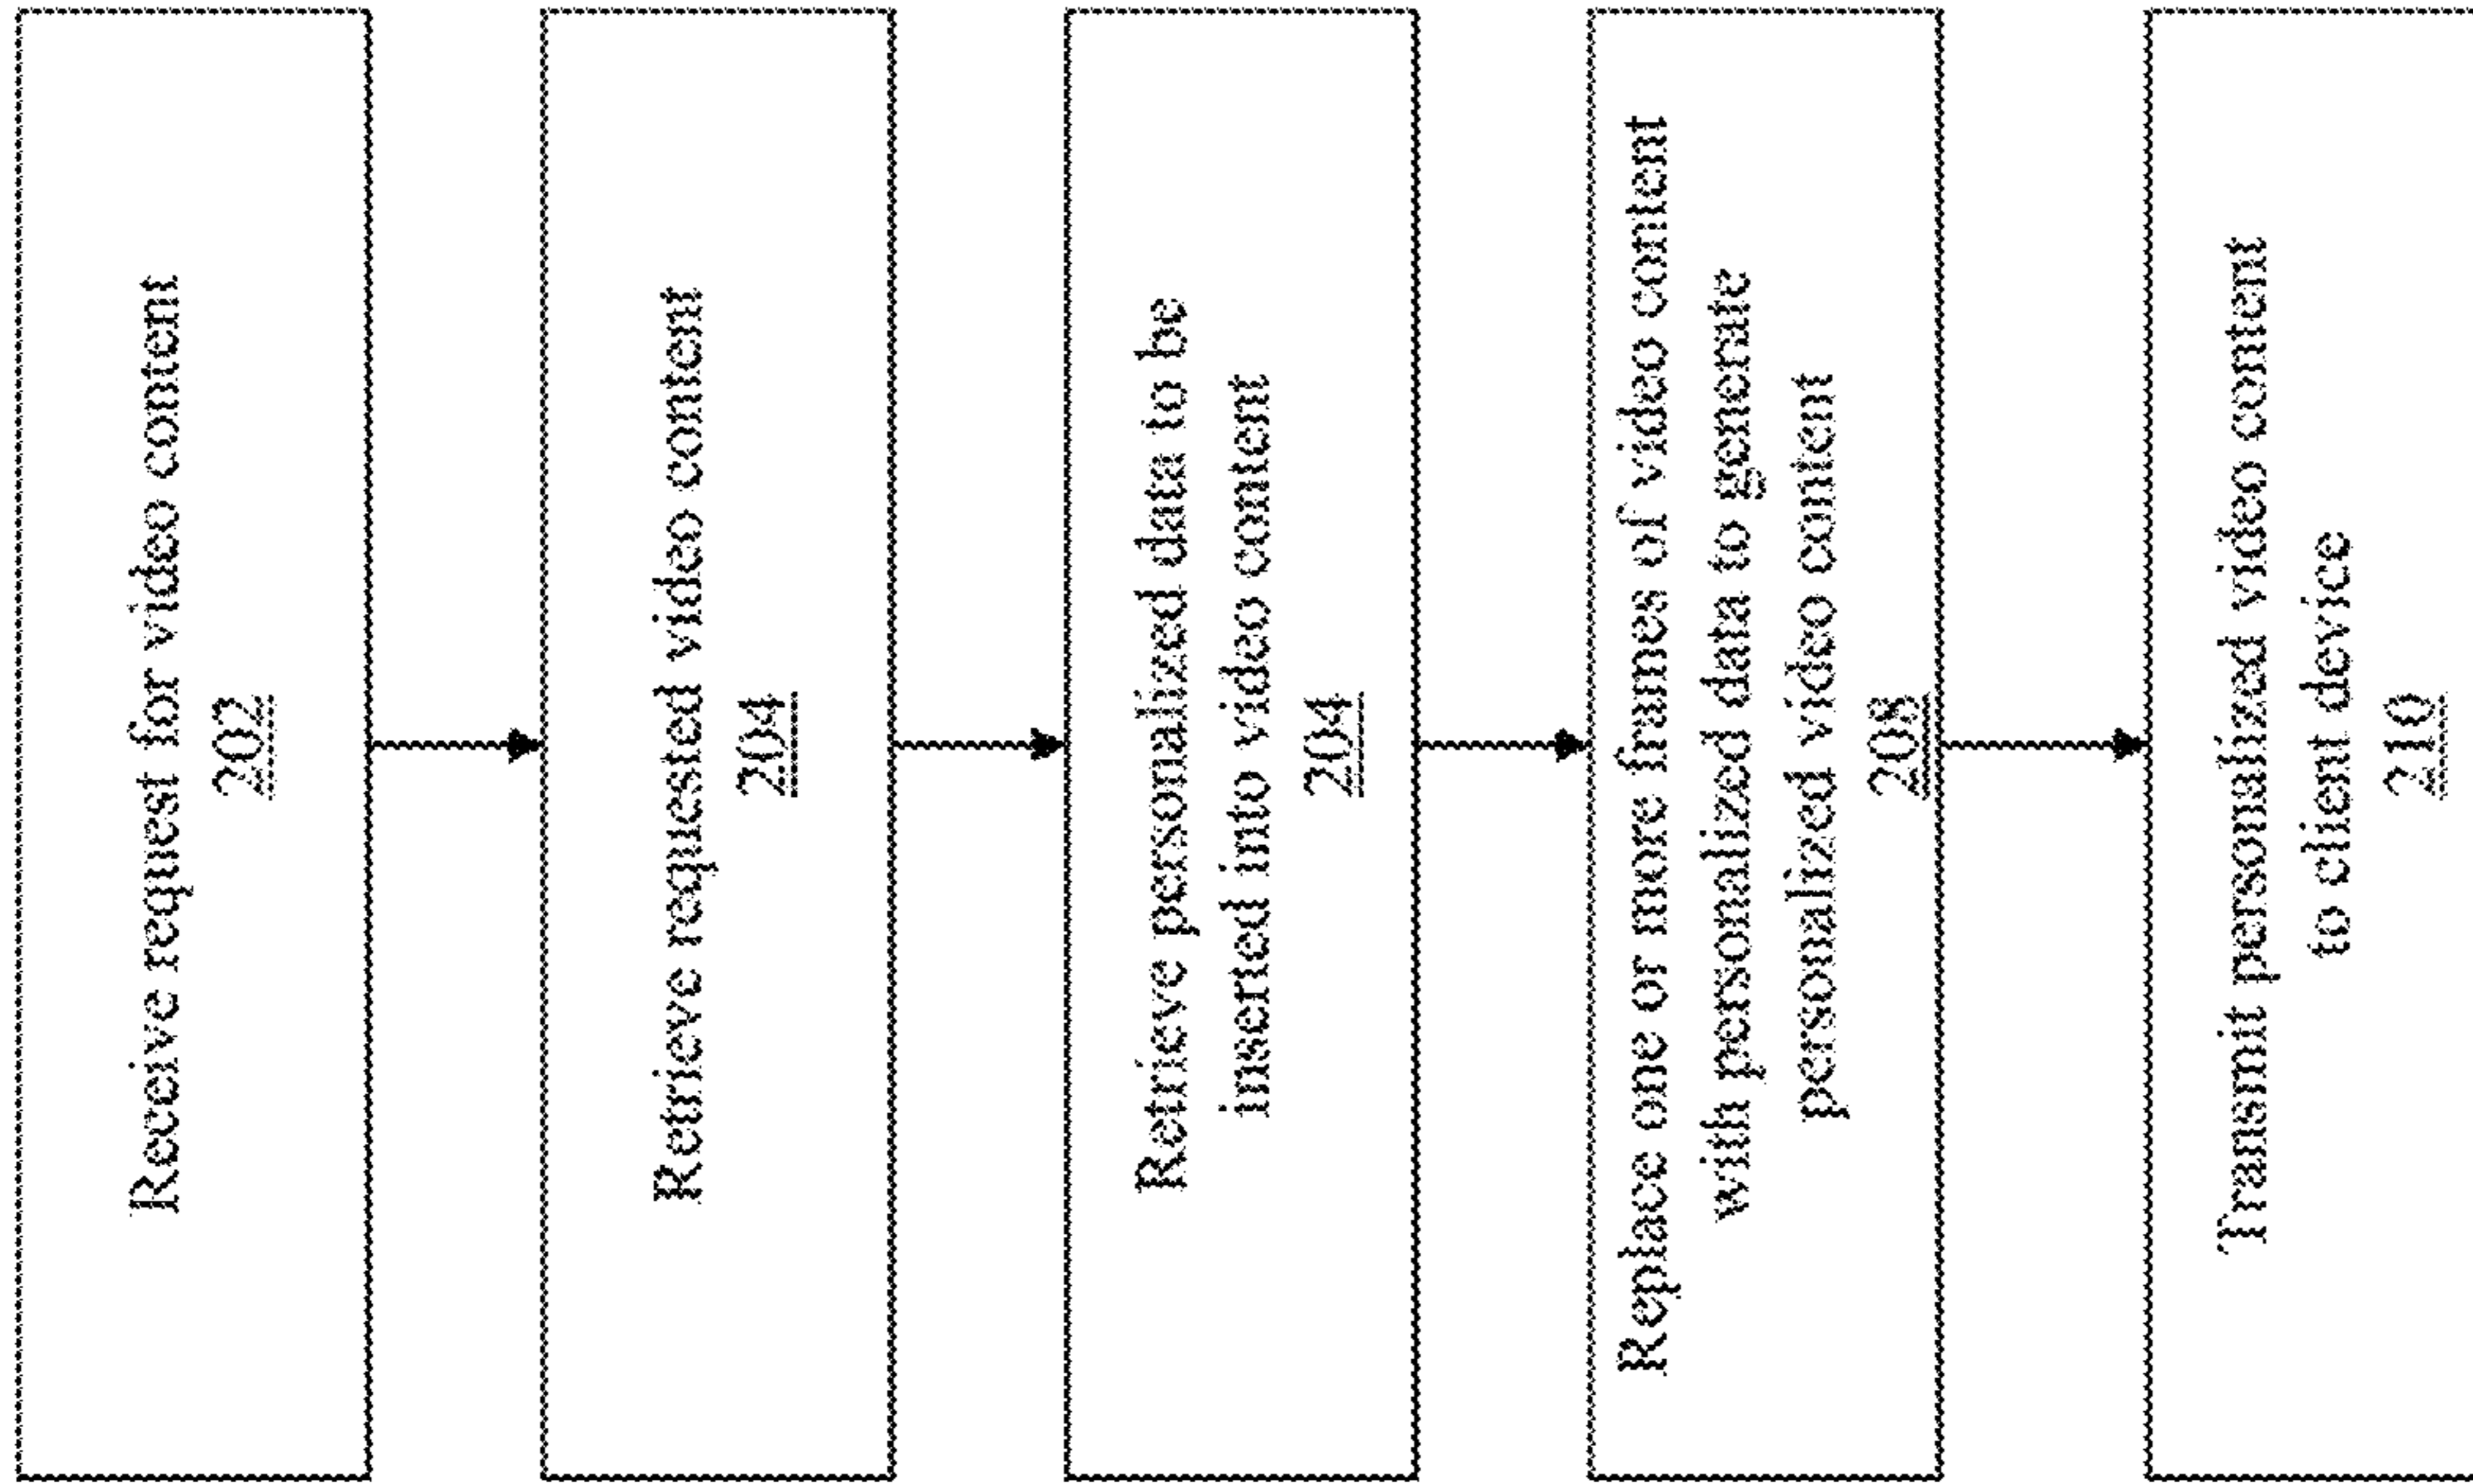 Receive request for video content
202
Retrieve requested video content
204
Retrieve personalized data to be
inserted into video content
204
Replace one or more frames of video content
with personalized data to generate
personalized video content
208
Transmit personalized video content
to client device
210